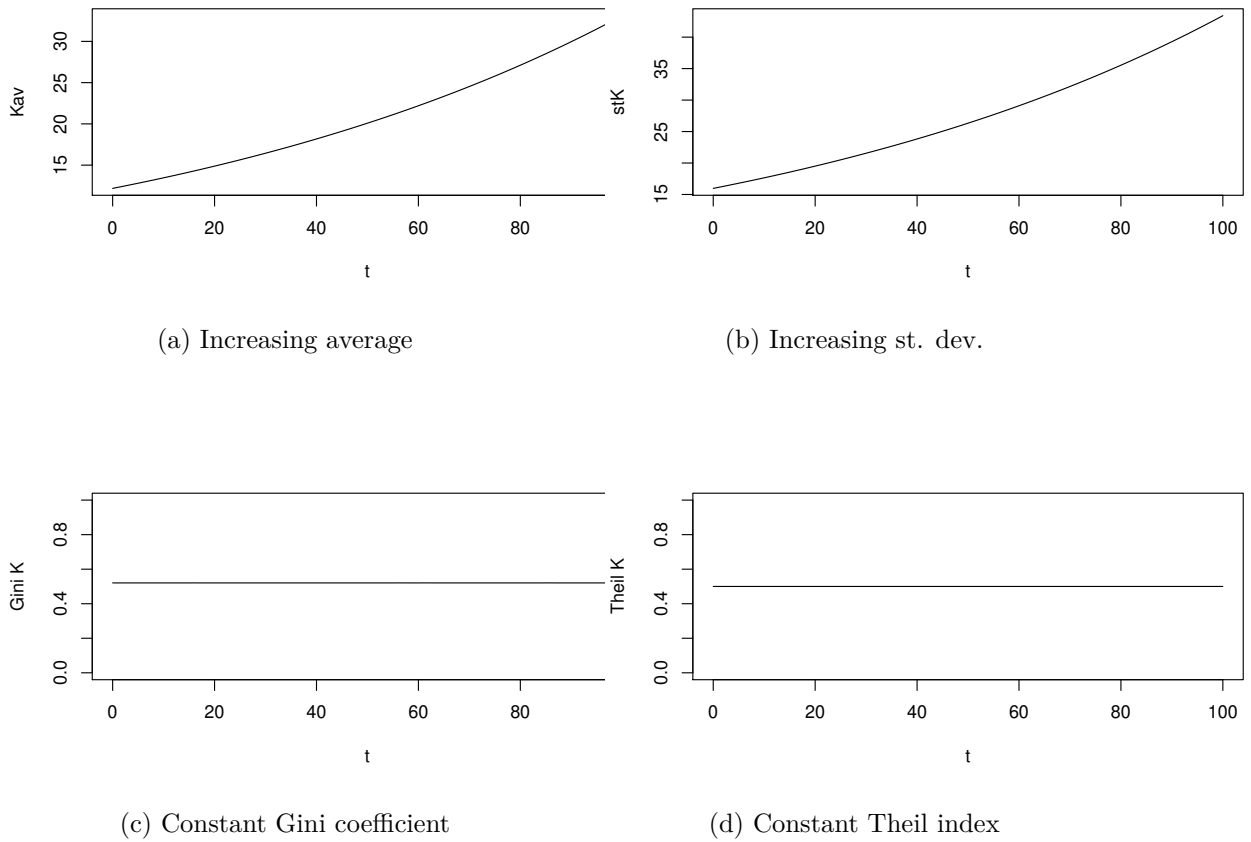 Kav
30
25
20
15
0 20 40 60 80
t
(a) Increasing average
stK
35
25
15
0 20 40 60 80 100
t
(b) Increasing st. dev.
Gini K
0.8
0.4
0.0
0 20 40 60 80
t
(c) Constant Gini coefficient
Theil K
0.8
0.4
0.0
0 20 40 60 80 100
t
(d) Constant Theil index